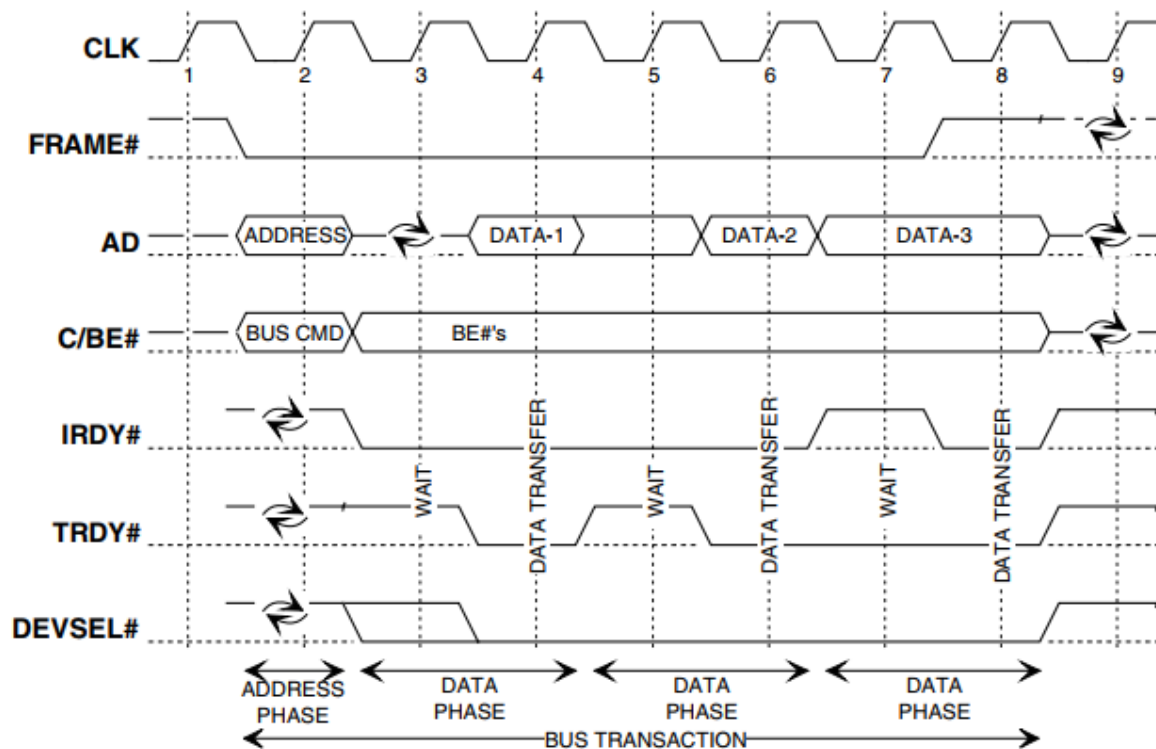 CLK
1 2 3 4 5 6 7 8 9
FRAME#
AD
ADDRESS
DATA-1
DATA-2
DATA-3
C/BE#
BUS CMD
BE#'s
IRDY#
WAIT
DATA TRANSFER
WAIT
DATA TRANSFER
WAIT
DATA TRANSFER
TRDY#
DEVSEL#
ADDRESS
PHASE
DATA
PHASE
DATA
PHASE
DATA
PHASE
BUS TRANSACTION